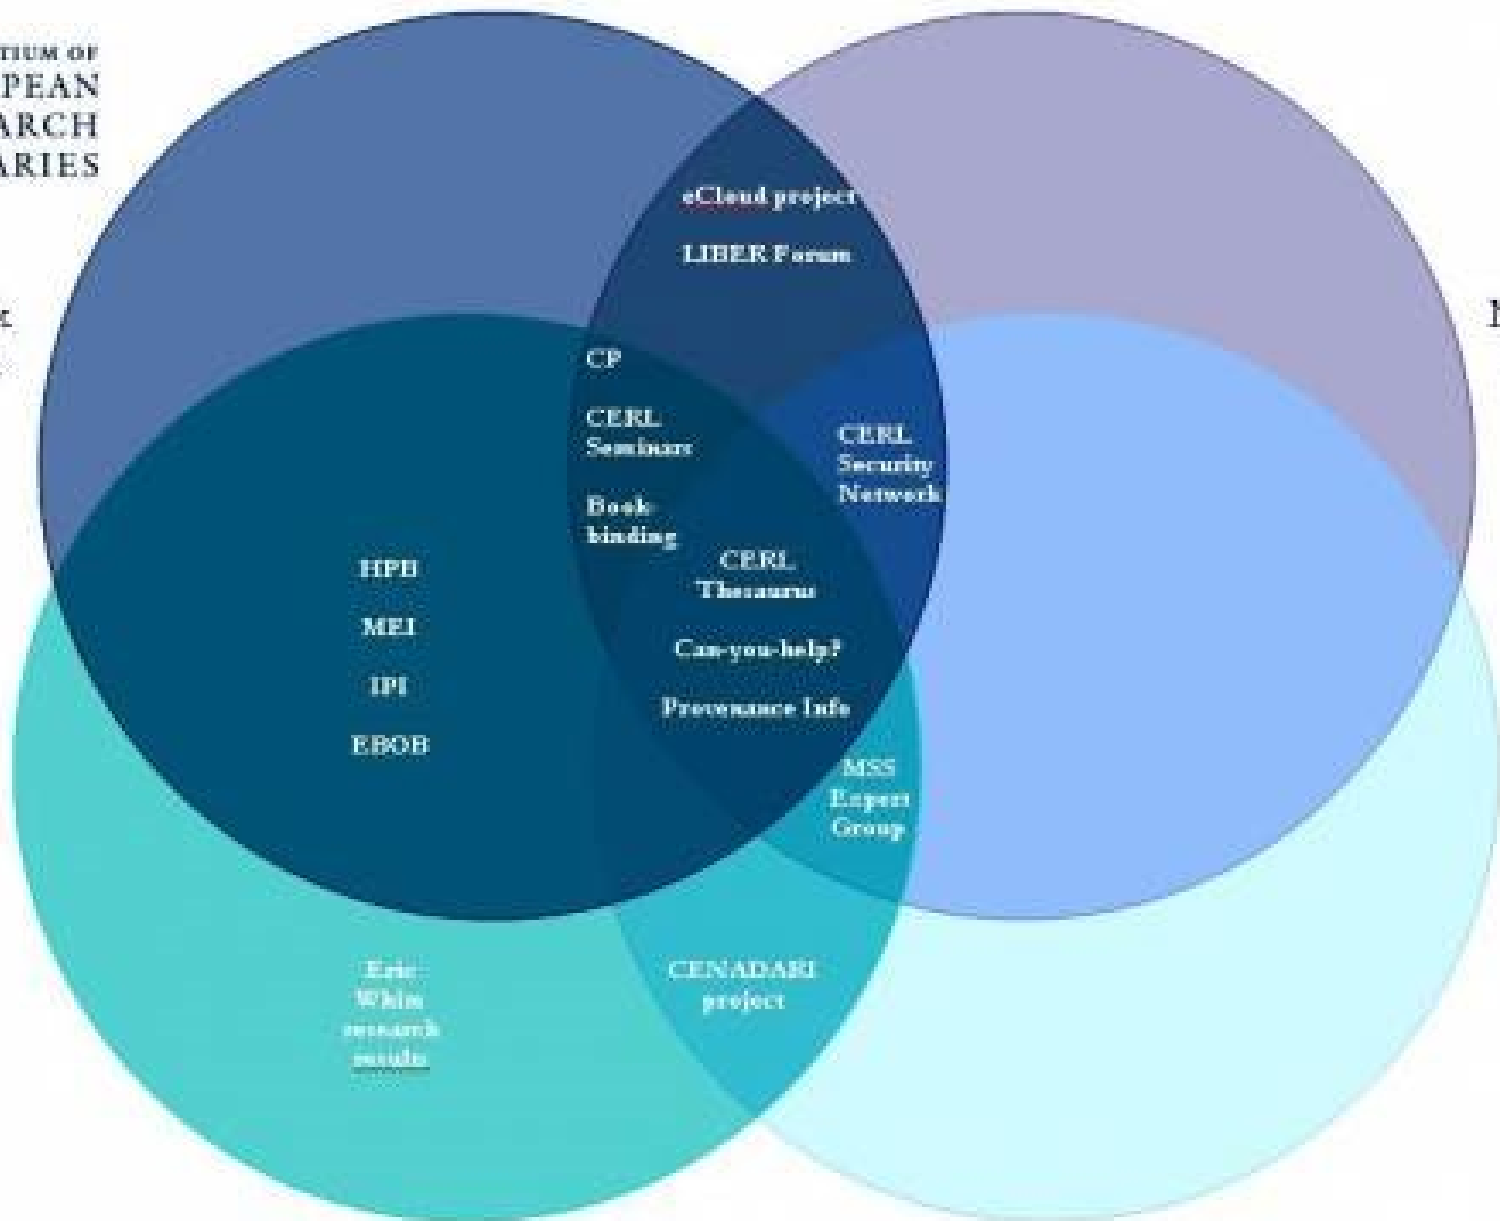 TIUM OF
PEAN
ARCH
ARIES
eCloud project
LIBER Forum
CP
CERL
Seminars
Book-
binding
CERL
Security
Network
CERL
Thesaurus
Can-you-help?
Provenance Info
HPB
MEI
IPI
EBOB
MSS
Expert
Group
Eric
White
research
results
CENADARI
project